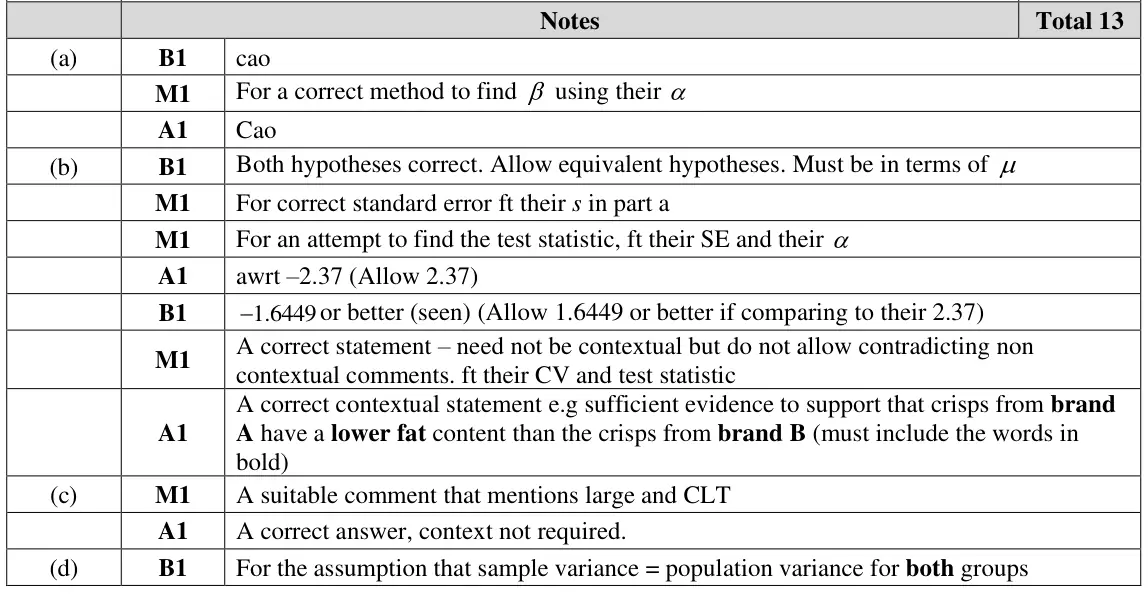 Notes Total 13
(a) B1 cao
M1 For a correct method to find β using their α
A1 Cao
(b) B1 Both hypotheses correct. Allow equivalent hypotheses. Must be in terms of μ
M1 For correct standard error ft their s in part a
M1 For an attempt to find the test statistic, ft their SE and their α
A1 awrt –2.37 (Allow 2.37)
B1 –1.6449 or better (seen) (Allow 1.6449 or better if comparing to their 2.37)
M1 A correct statement – need not be contextual but do not allow contradicting non
contextual comments. ft their CV and test statistic
A1 A correct contextual statement e.g sufficient evidence to support that crisps from brand
A have a lower fat content than the crisps from brand B (must include the words in
bold)
(c) M1 A suitable comment that mentions large and CLT
A1 A correct answer, context not required.
(d) B1 For the assumption that sample variance = population variance for both groups